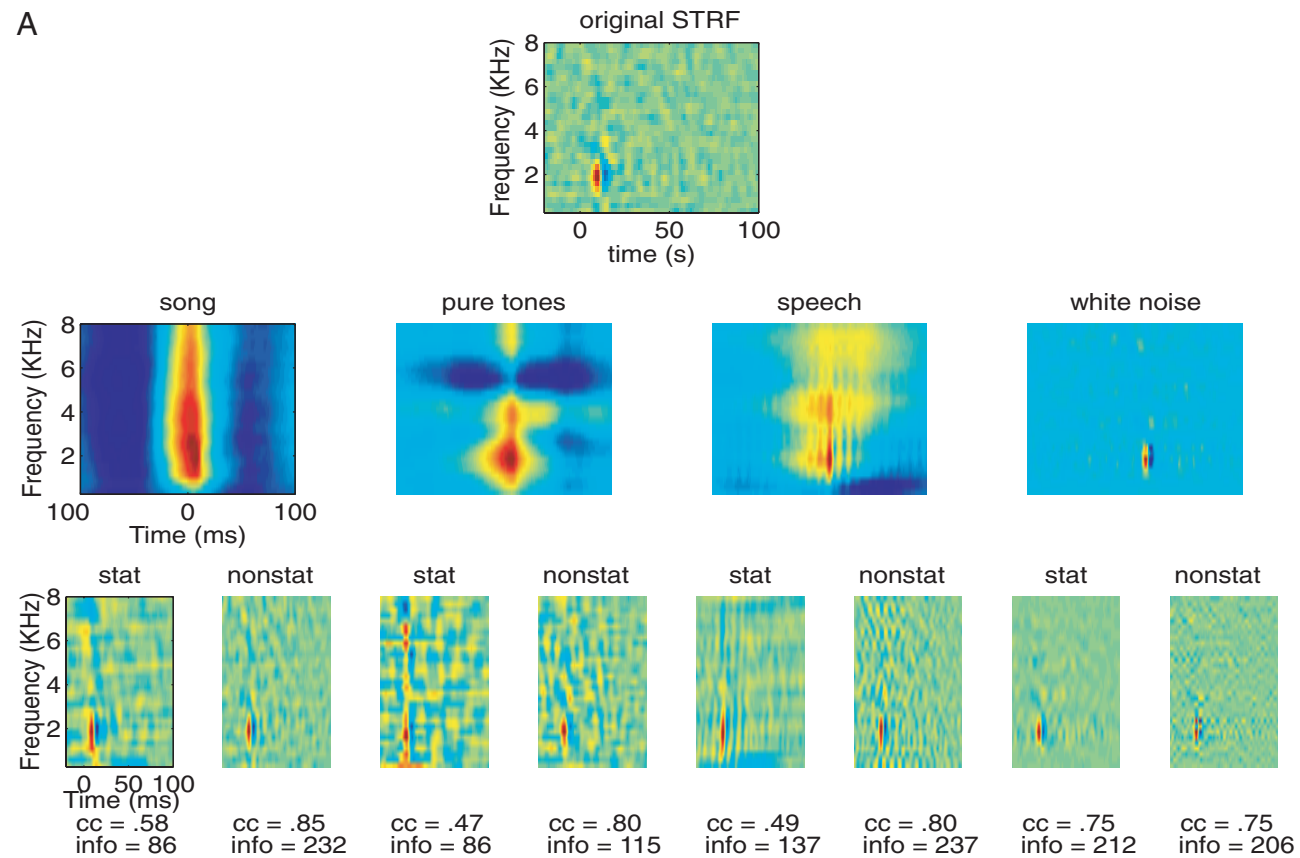 A
original STRF
Frequency (KHz)
8
6
4
2
0 50 100
time (s)
song pure tones speech white noise
Frequency (KHz)
8
6
4
2
100 0 100
Time (ms)
stat nonstat stat nonstat stat nonstat stat nonstat
Frequency (KHz)
8
6
4
2
0 50 100
Time (ms)
cc = .58 cc = .85 cc = .47 cc = .80 cc = .49 cc = .80 cc = .75 cc = .75
info = 86 info = 232 info = 86 info = 115 info = 137 info = 237 info = 212 info = 206